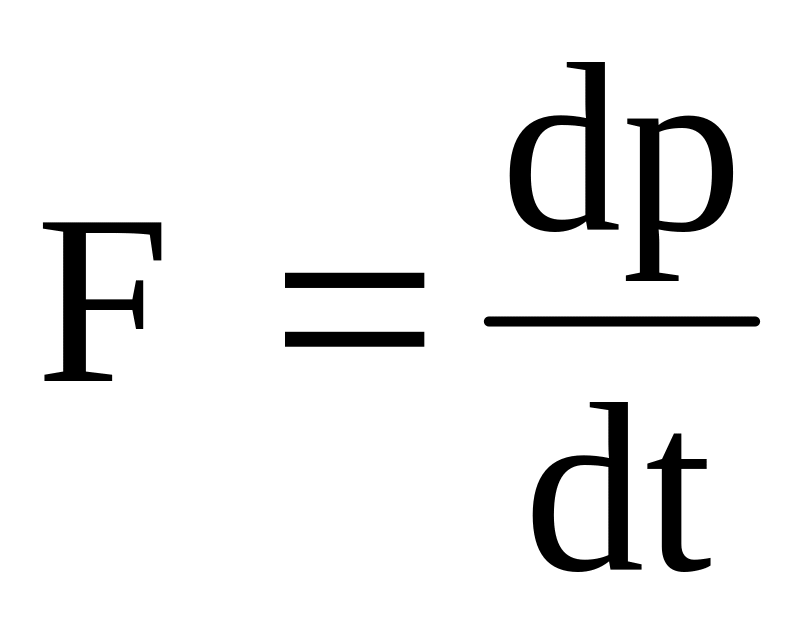 F = dp/dt